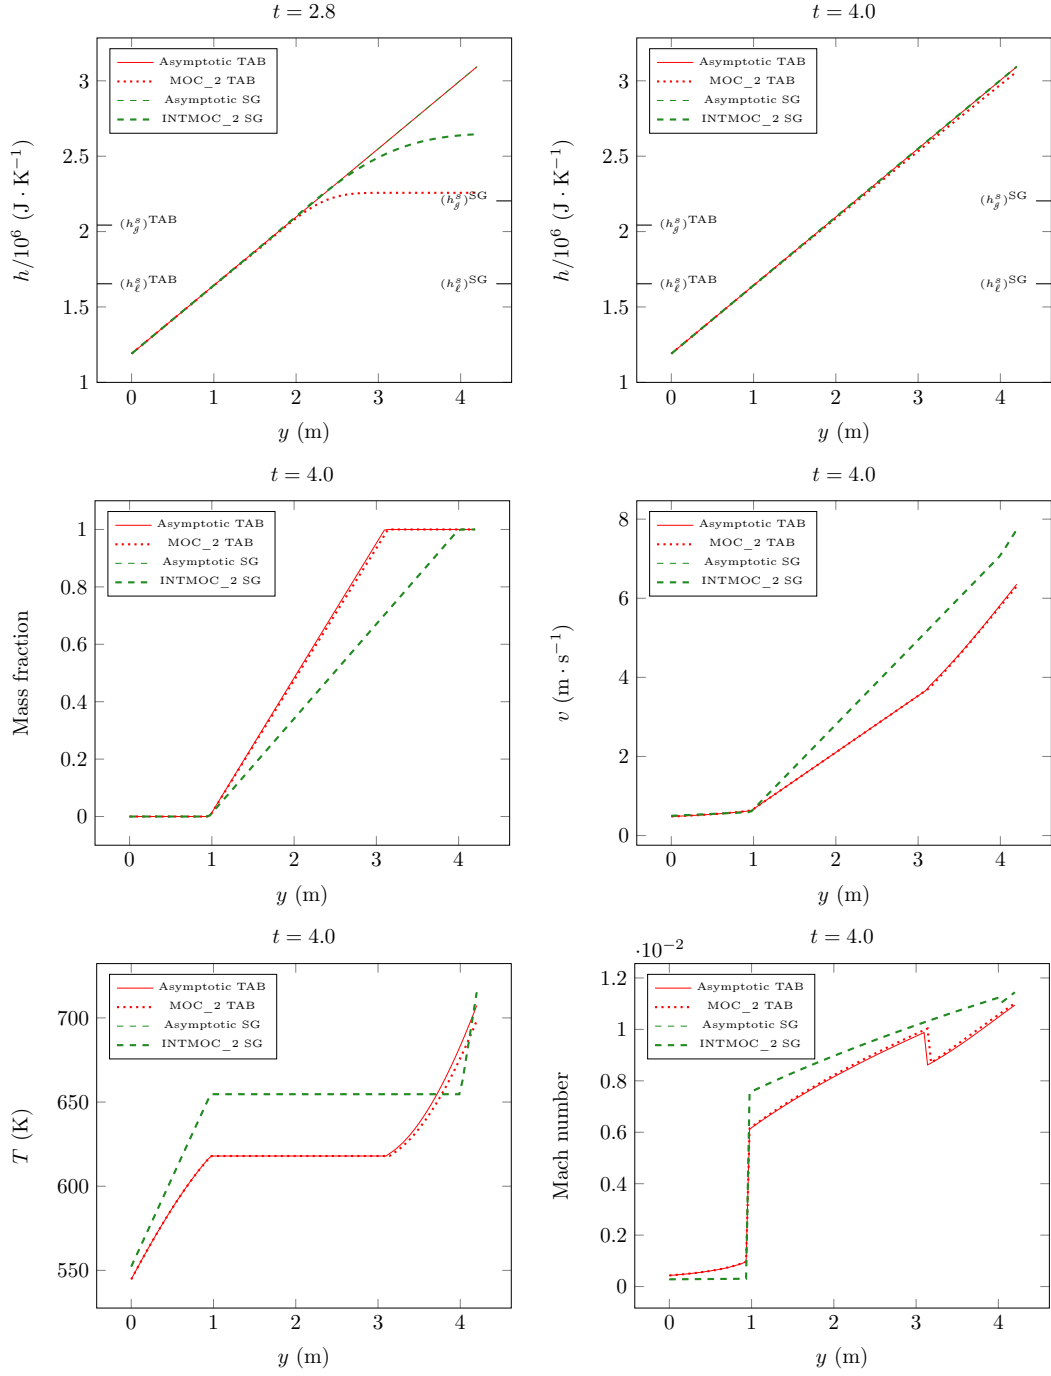 t = 2.8
Asymptotic TAB
MOC_2 TAB
Asymptotic SG
INTMOC_2 SG
h/10⁶ (J · K⁻¹)
3
2.5
2
1.5
1
(hₛᵍ)ᵀᴬᴮ
(h_ℓ^s)^TAB
(h_g^s)^SG
(h_ℓ^s)^SG
0 1 2 3 4
y (m)
t = 4.0
Asymptotic TAB
MOC_2 TAB
Asymptotic SG
INTMOC_2 SG
h/10⁶ (J · K⁻¹)
3
2.5
2
1.5
1
(h_g^s)^TAB
(h_ℓ^s)^TAB
(h_g^s)^SG
(h_ℓ^s)^SG
0 1 2 3 4
y (m)
t = 4.0
Asymptotic TAB
MOC_2 TAB
Asymptotic SG
INTMOC_2 SG
Mass fraction
1
0.8
0.6
0.4
0.2
0
0 1 2 3 4
y (m)
t = 4.0
Asymptotic TAB
MOC_2 TAB
Asymptotic SG
INTMOC_2 SG
v (m · s⁻¹)
8
6
4
2
0
0 1 2 3 4
y (m)
t = 4.0
Asymptotic TAB
MOC_2 TAB
Asymptotic SG
INTMOC_2 SG
T (K)
700
650
600
550
0 1 2 3 4
y (m)
·10⁻²
t = 4.0
Asymptotic TAB
MOC_2 TAB
Asymptotic SG
INTMOC_2 SG
Mach number
1.2
1
0.8
0.6
0.4
0.2
0
0 1 2 3 4
y (m)